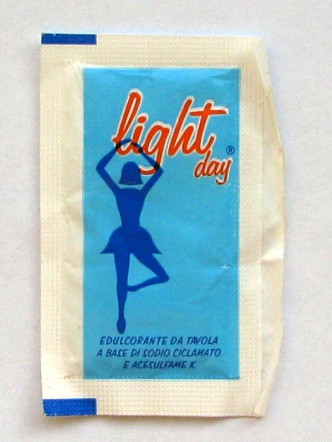 light
day ®
EDULCORANTE DA TAVOLA
A BASE DI SODIO CICLAMATO
E ACESULFAME K